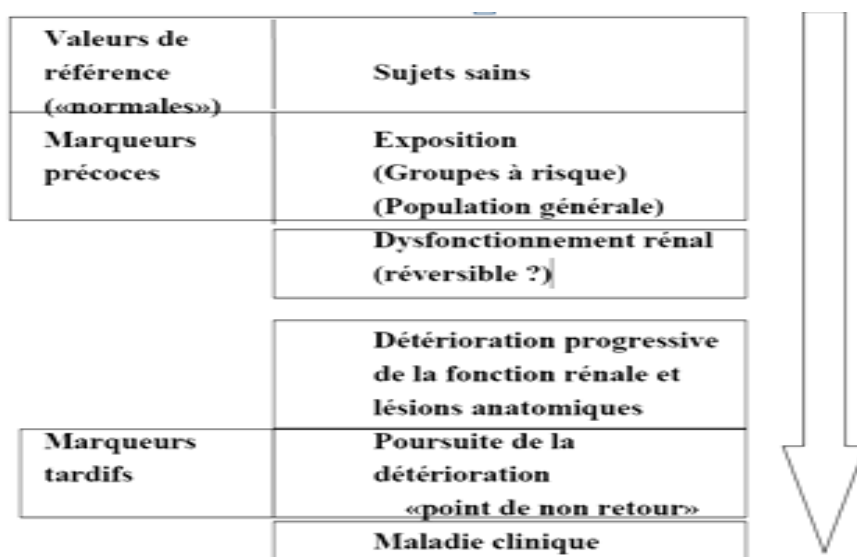 Valeurs de
référence
(«normales»)
Sujets sains
Marqueurs
précoces
Exposition
(Groupes à risque)
(Population générale)
Dysfonctionnement rénal
(réversible ?)
Détérioration progressive
de la fonction rénale et
lésions anatomiques
Marqueurs
tardifs
Poursuite de la
détérioration
«point de non retour»
Maladie clinique